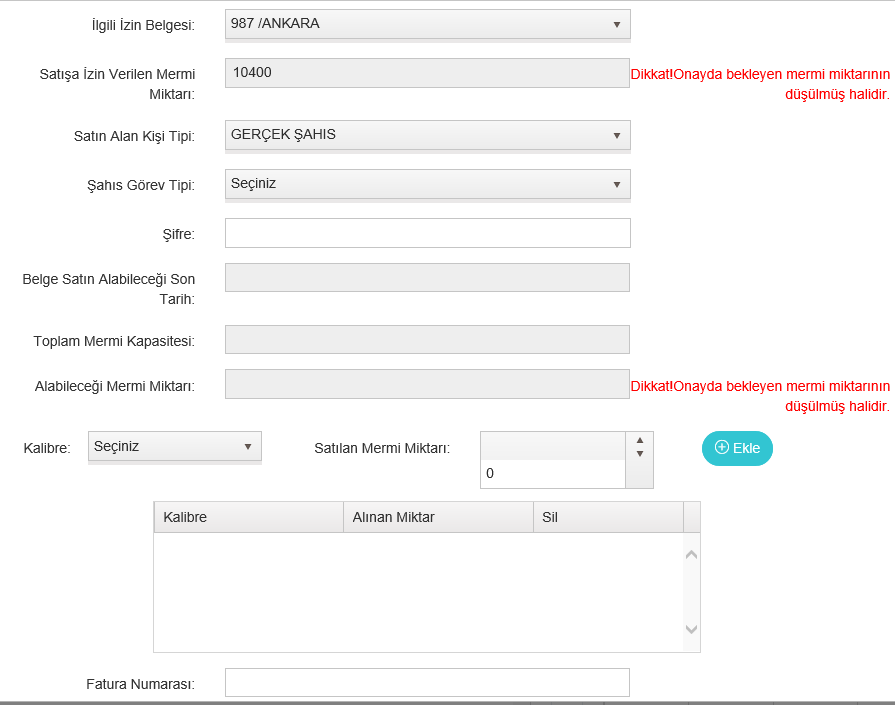 İlgili İzin Belgesi:
987 /ANKARA
Satışa İzin Verilen Mermi
Miktarı:
10400
Dikkat!Onayda bekleyen mermi miktarının
düşülmüş halidir.
Satın Alan Kişi Tipi:
GERÇEK ŞAHIS
Şahıs Görev Tipi:
Seçiniz
Şifre:
Belge Satın Alabileceği Son
Tarih:
Toplam Mermi Kapasitesi:
Alabileceği Mermi Miktarı:
Dikkat!Onayda bekleyen mermi miktarının
düşülmüş halidir.
Kalibre:
Seçiniz
Satılan Mermi Miktarı:
0
Ekle
Kalibre
Alınan Miktar
Sil
Fatura Numarası: